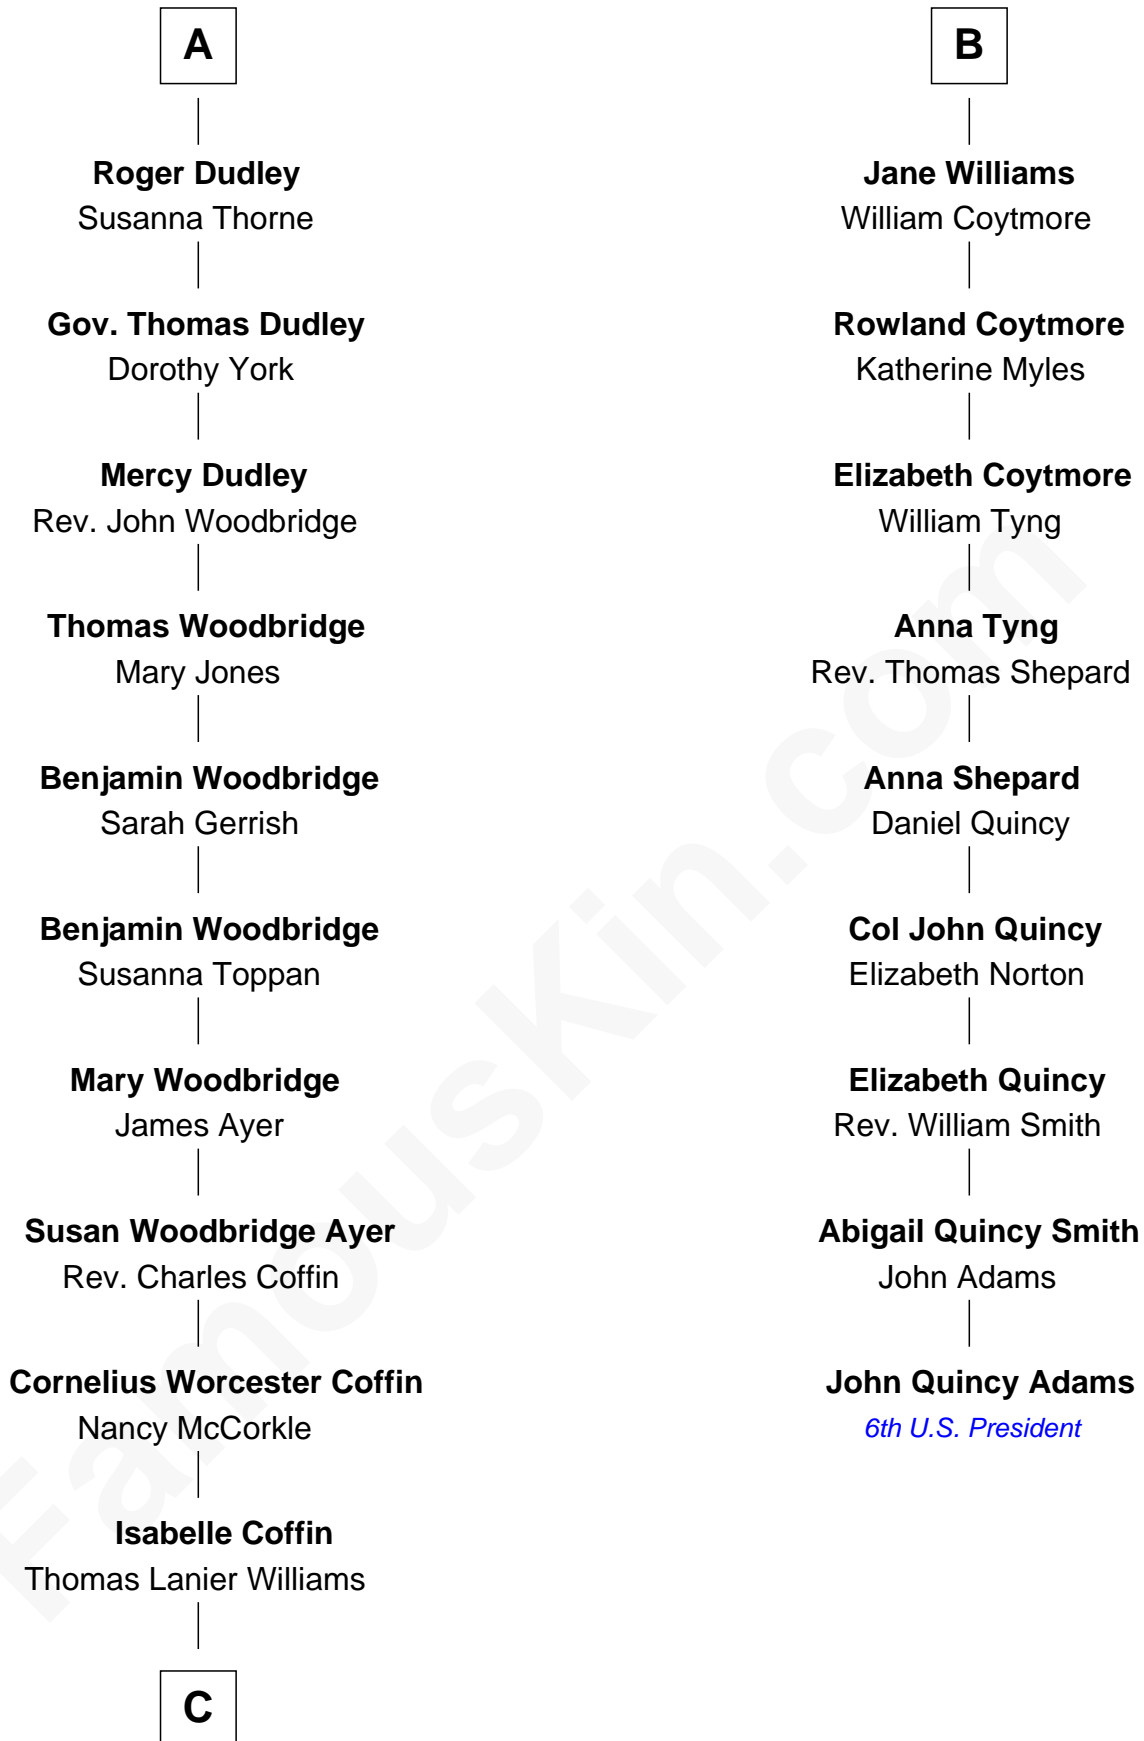 A
Roger Dudley
Susanna Thorne
Gov. Thomas Dudley
Dorothy York
Mercy Dudley
Rev. John Woodbridge
Thomas Woodbridge
Mary Jones
Benjamin Woodbridge
Sarah Gerrish
Benjamin Woodbridge
Susanna Toppan
Mary Woodbridge
James Ayer
Susan Woodbridge Ayer
Rev. Charles Coffin
Cornelius Worcester Coffin
Nancy McCorkle
Isabelle Coffin
Thomas Lanier Williams
C
B
Jane Williams
William Coytmore
Rowland Coytmore
Katherine Myles
Elizabeth Coytmore
William Tyng
Anna Tyng
Rev. Thomas Shepard
Anna Shepard
Daniel Quincy
Col John Quincy
Elizabeth Norton
Elizabeth Quincy
Rev. William Smith
Abigail Quincy Smith
John Adams
John Quincy Adams
6th U.S. President
FamousKin.com